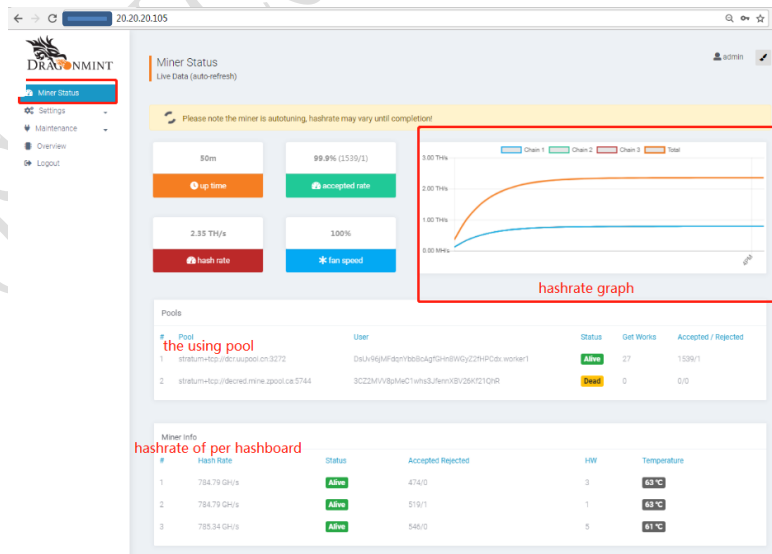 20.20.20.105
DRAGONMINT
Miner Status
Settings
Maintenance
Overview
Logout
Miner Status
Live Data (auto-refresh)
admin
Please note the miner is autotuning, hashrate may vary until completion!
50m
up time
99.9% (1539/1)
accepted rate
2.35 TH/s
hash rate
100%
fan speed
Chain 1 Chain 2 Chain 3 Total
3.00 TH/s
2.00 TH/s
1.00 TH/s
0.00 MH/s
4PM
hashrate graph
Pools
# Pool User Status Get Works Accepted / Rejected
the using pool
1 stratum+tcp://dcr.uupool.cn:3272 Alive 27 1539/1
2 stratum+tcp://decred.mine.zpool.ca:5744 Dead 0 0/0
Miner Info
hashrate of per hashboard
# Hash Rate Status Accepted Rejected HW Temperature
1 784.79 GH/s Alive 474/0 3 63 °C
2 784.79 GH/s Alive 519/1 1 63 °C
3 785.34 GH/s Alive 546/0 5 61 °C